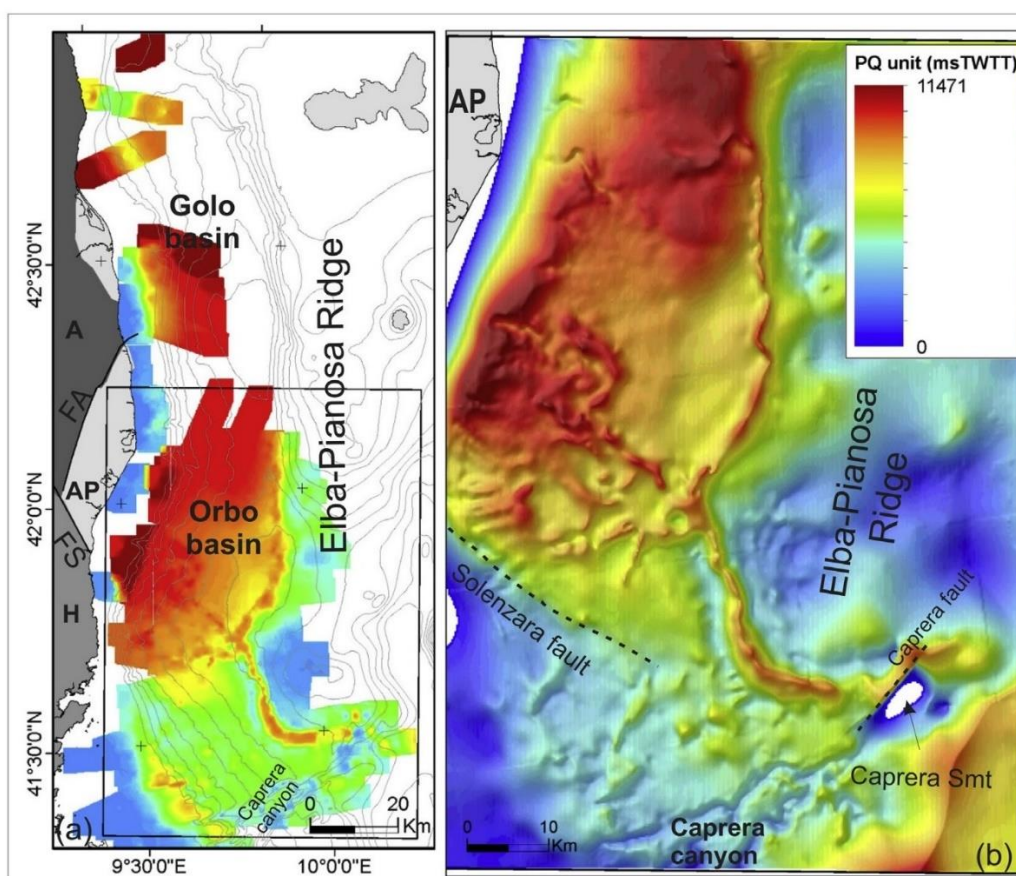 Golo
basin
Elba-Pianosa Ridge
42°30'0"N
A
FA
AP
FS
H
42°0'0"N
Orbo
basin
41°30'0"N
Caprera
canyon
0 20
Km
(a)
9°30'0"E
10°0'0"E
AP
PQ unit (msTWTT)
11471
0
Elba-Pianosa
Ridge
Solenzara fault
Caprera fault
Caprera Smt
Caprera
canyon
0 10
Km
(b)